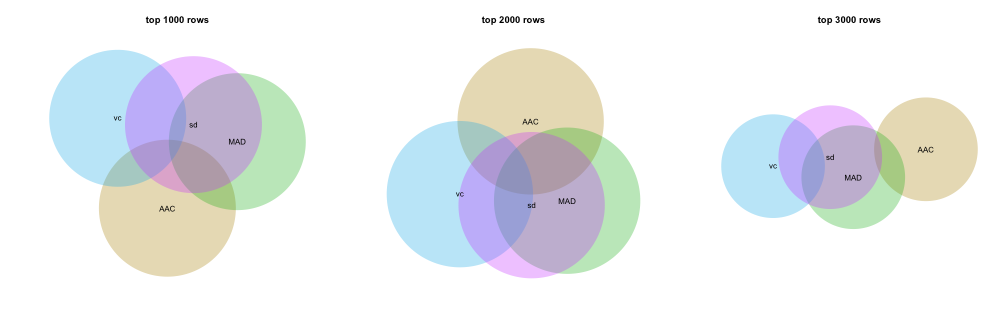 top 1000 rows
vc
sd
MAD
AAC
top 2000 rows
AAC
vc
MAD
sd
top 3000 rows
AAC
sd
vc
MAD